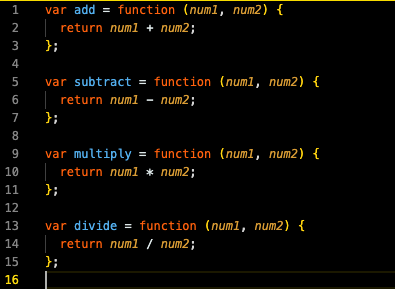 1 var add = function (num1, num2) {
2   return num1 + num2;
3 };
4
5 var subtract = function (num1, num2) {
6   return num1 - num2;
7 };
8
9 var multiply = function (num1, num2) {
10   return num1 * num2;
11 };
12
13 var divide = function (num1, num2) {
14   return num1 / num2;
15 };
16